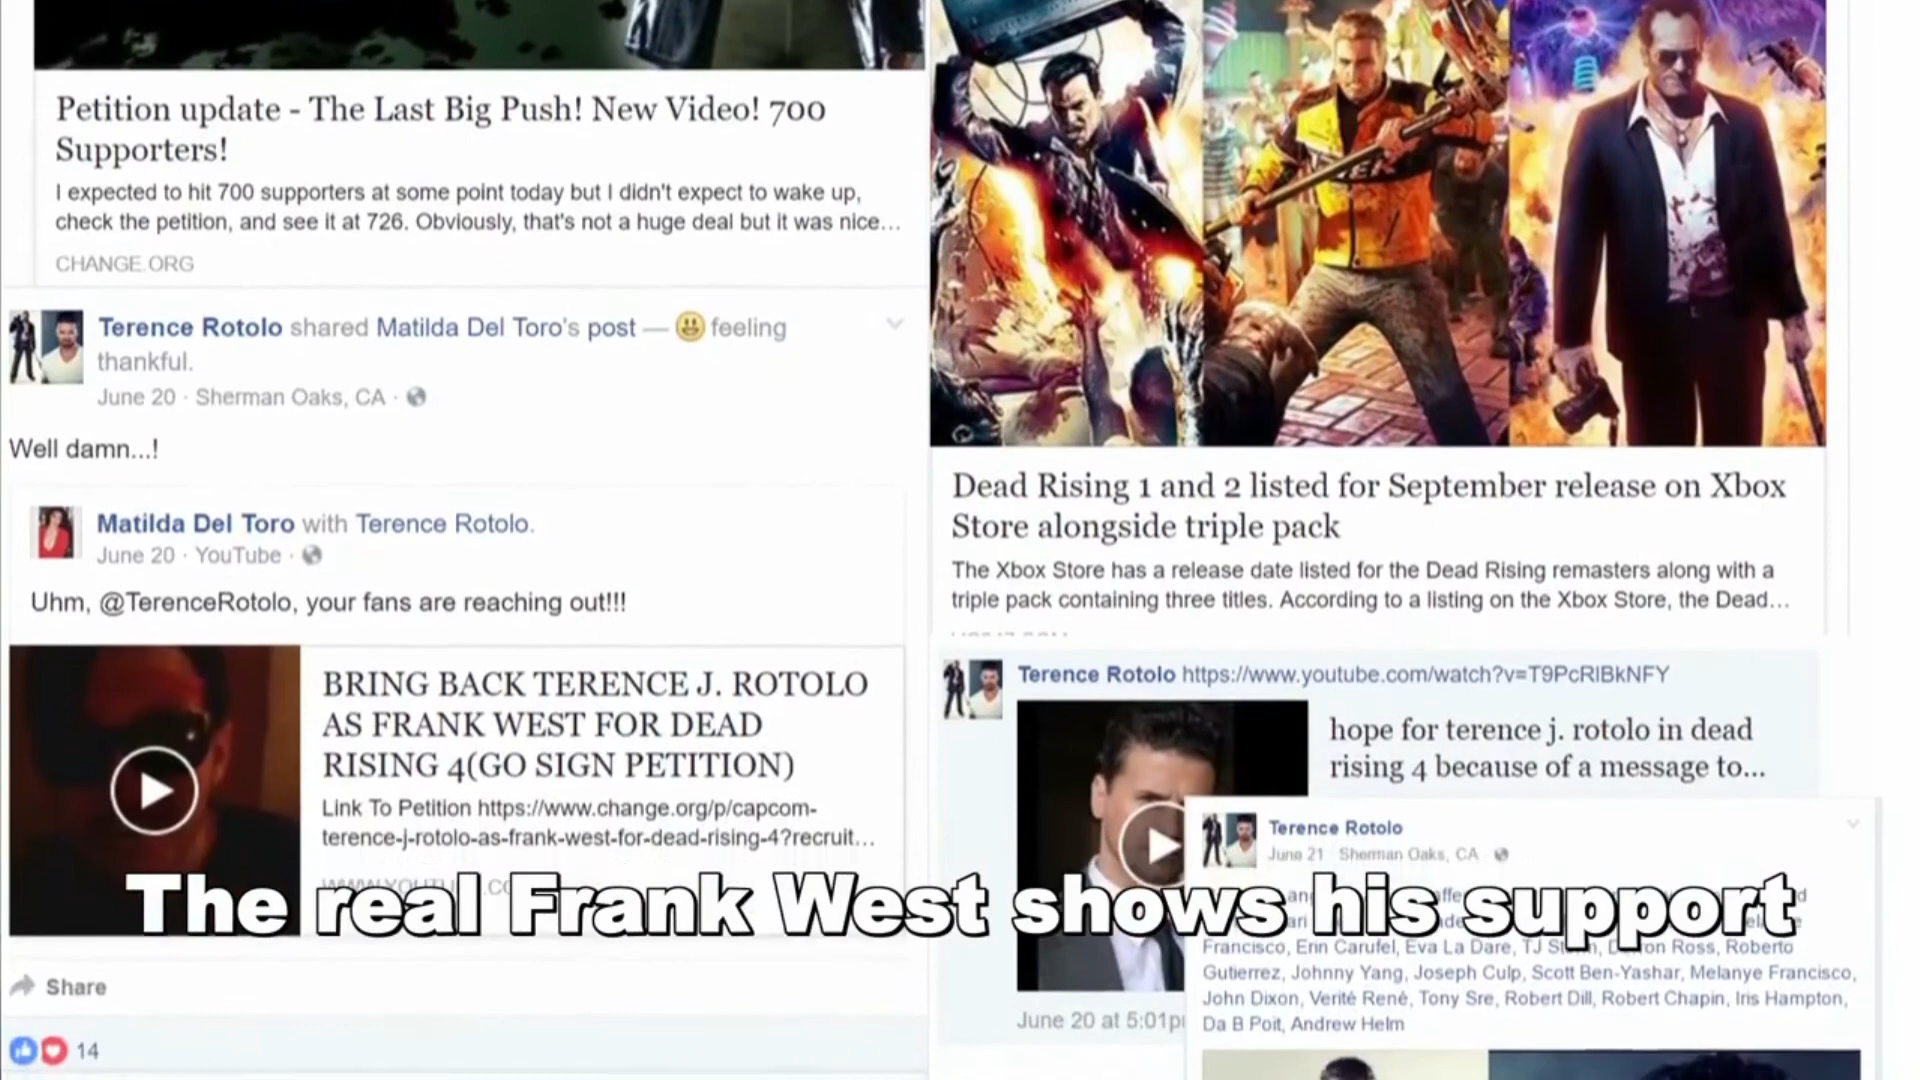 Petition update - The Last Big Push! New Video! 700
Supporters!
I expected to hit 700 supporters at some point today but I didn't expect to wake up,
check the petition, and see it at 726. Obviously, that's not a huge deal but it was nice...
CHANGE.ORG
Terence Rotolo shared Matilda Del Toro's post — feeling
thankful.
June 20 · Sherman Oaks, CA ·
Well damn...!
Matilda Del Toro with Terence Rotolo.
June 20 · YouTube ·
Uhm, @TerenceRotolo, your fans are reaching out!!!
BRING BACK TERENCE J. ROTOLO
AS FRANK WEST FOR DEAD
RISING 4(GO SIGN PETITION)
Link To Petition https://www.change.org/p/capcom-
terence-j-rotolo-as-frank-west-for-dead-rising-4?recruit...
Share
14
Dead Rising 1 and 2 listed for September release on Xbox
Store alongside triple pack
The Xbox Store has a release date listed for the Dead Rising remasters along with a
triple pack containing three titles. According to a listing on the Xbox Store, the Dead...
Terence Rotolo https://www.youtube.com/watch?v=T9PcRIBkNFY
hope for terence j. rotolo in dead
rising 4 because of a message to...
June 20 at 5:01p
Terence Rotolo
June 21 · Sherman Oaks, CA ·
Francisco, Erin Carufel, Eva La Dare, TJ Ross, Roberto
Gutierrez, Johnny Yang, Joseph Culp, Scott Ben-Yashar, Melanye Francisco,
John Dixon, Verité René, Tony Sre, Robert Dill, Robert Chapin, Iris Hampton,
Da B Poit, Andrew Helm
The real Frank West shows his support